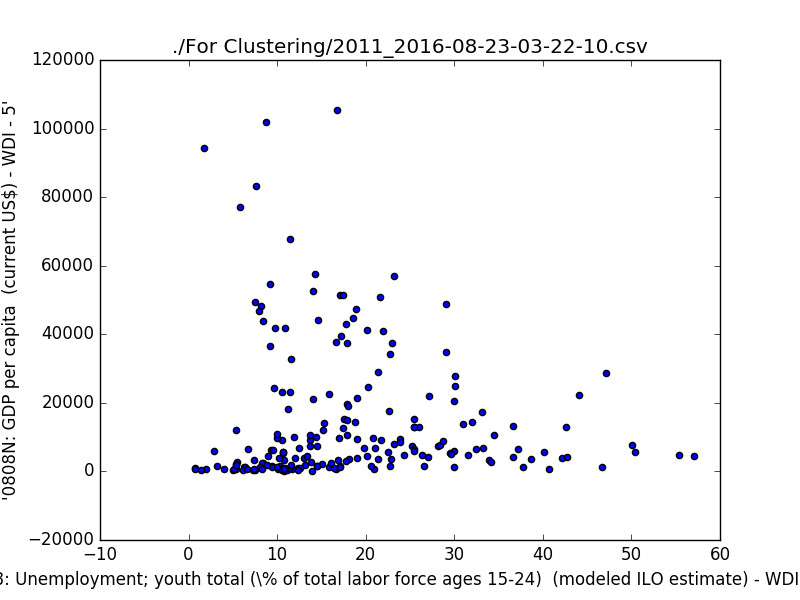 ./For Clustering/2011_2016-08-23-03-22-10.csv
120000
100000
80000
60000
40000
20000
0
−20000
'0808N: GDP per capita (current US$) - WDI - 5'
−10 0 10 20 30 40 50 60
3: Unemployment; youth total (\% of total labor force ages 15-24) (modeled ILO estimate) - WDI